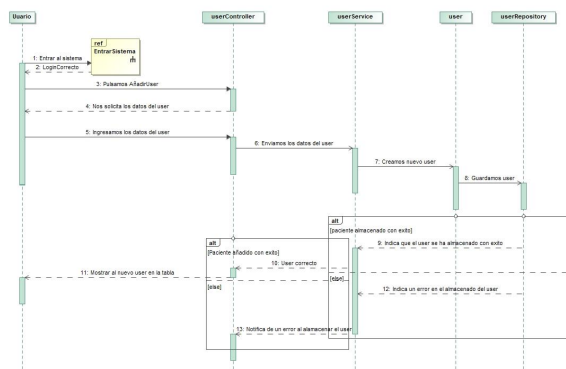 Uuario
userController
userService
user
userRepository
ref
EntrarSistema
1: Entrar al sistema
2: LoginCorrecto
3: Pulsamos AñadirUser
4: Nos solicita los datos del user
5: Ingresamos los datos del user
6: Enviamos los datos del user
7: Creamos nuevo user
8: Guardamos user
alt
[paciente almacenado con exito]
9: Indica que el user se ha almacenado con exito
alt
[Paciente añadido con exito]
10: User correcto
11: Mostrar al nuevo user en la tabla
[else]
[else]
12: Indica un error en el almacenado del user
13: Notifica de un error al alamacenar el user